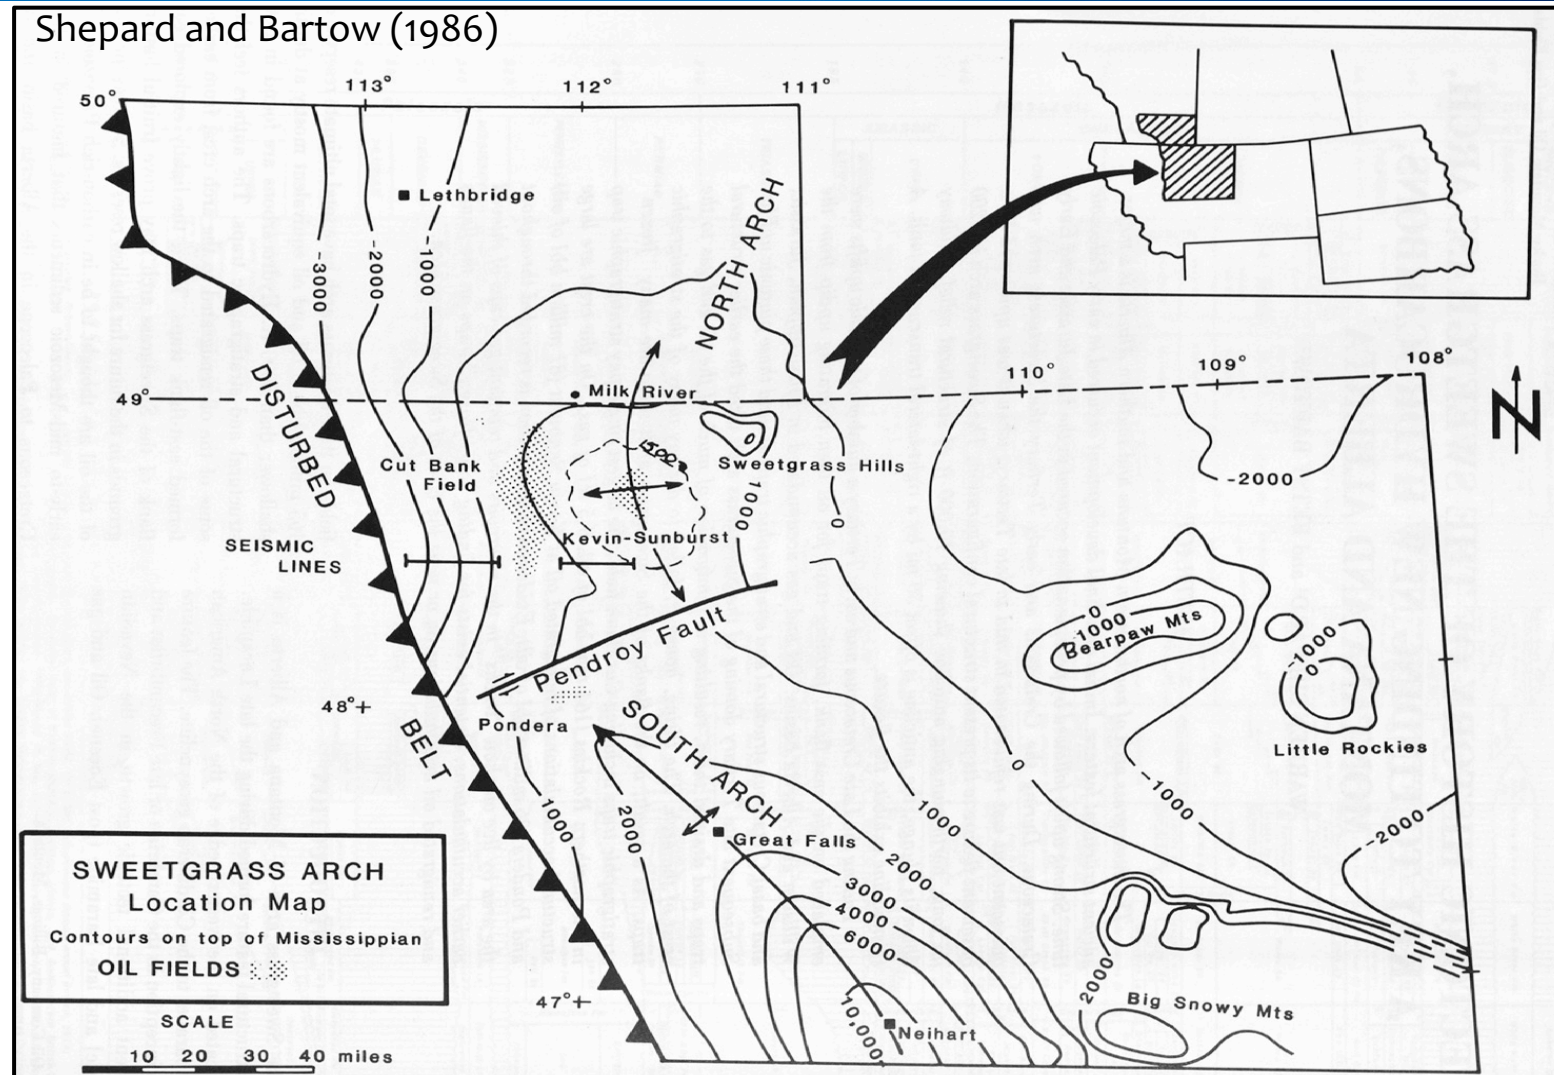 Shepard and Bartow (1986)
50°
113°
112°
111°
Lethbridge
-3000
-2000
-1000
NORTH ARCH
110°
109°
108°
49°
Milk River
N
DISTURBED
BELT
Cut Bank
Field
1500
Sweetgrass Hills
1000
0
-2000
Kevin-Sunburst
SEISMIC
LINES
Pendroy Fault
0
1000
Bearpaw Mts
-1000
0
Little Rockies
48°+
Pondera
SOUTH ARCH
0
-1000
-2000
1000
2000
Great Falls
1000
2000
3000
4000
6000
10,000
Neihart
2000
Big Snowy Mts
47°+
SWEETGRASS ARCH
Location Map
Contours on top of Mississippian
OIL FIELDS
SCALE
10 20 30 40 miles